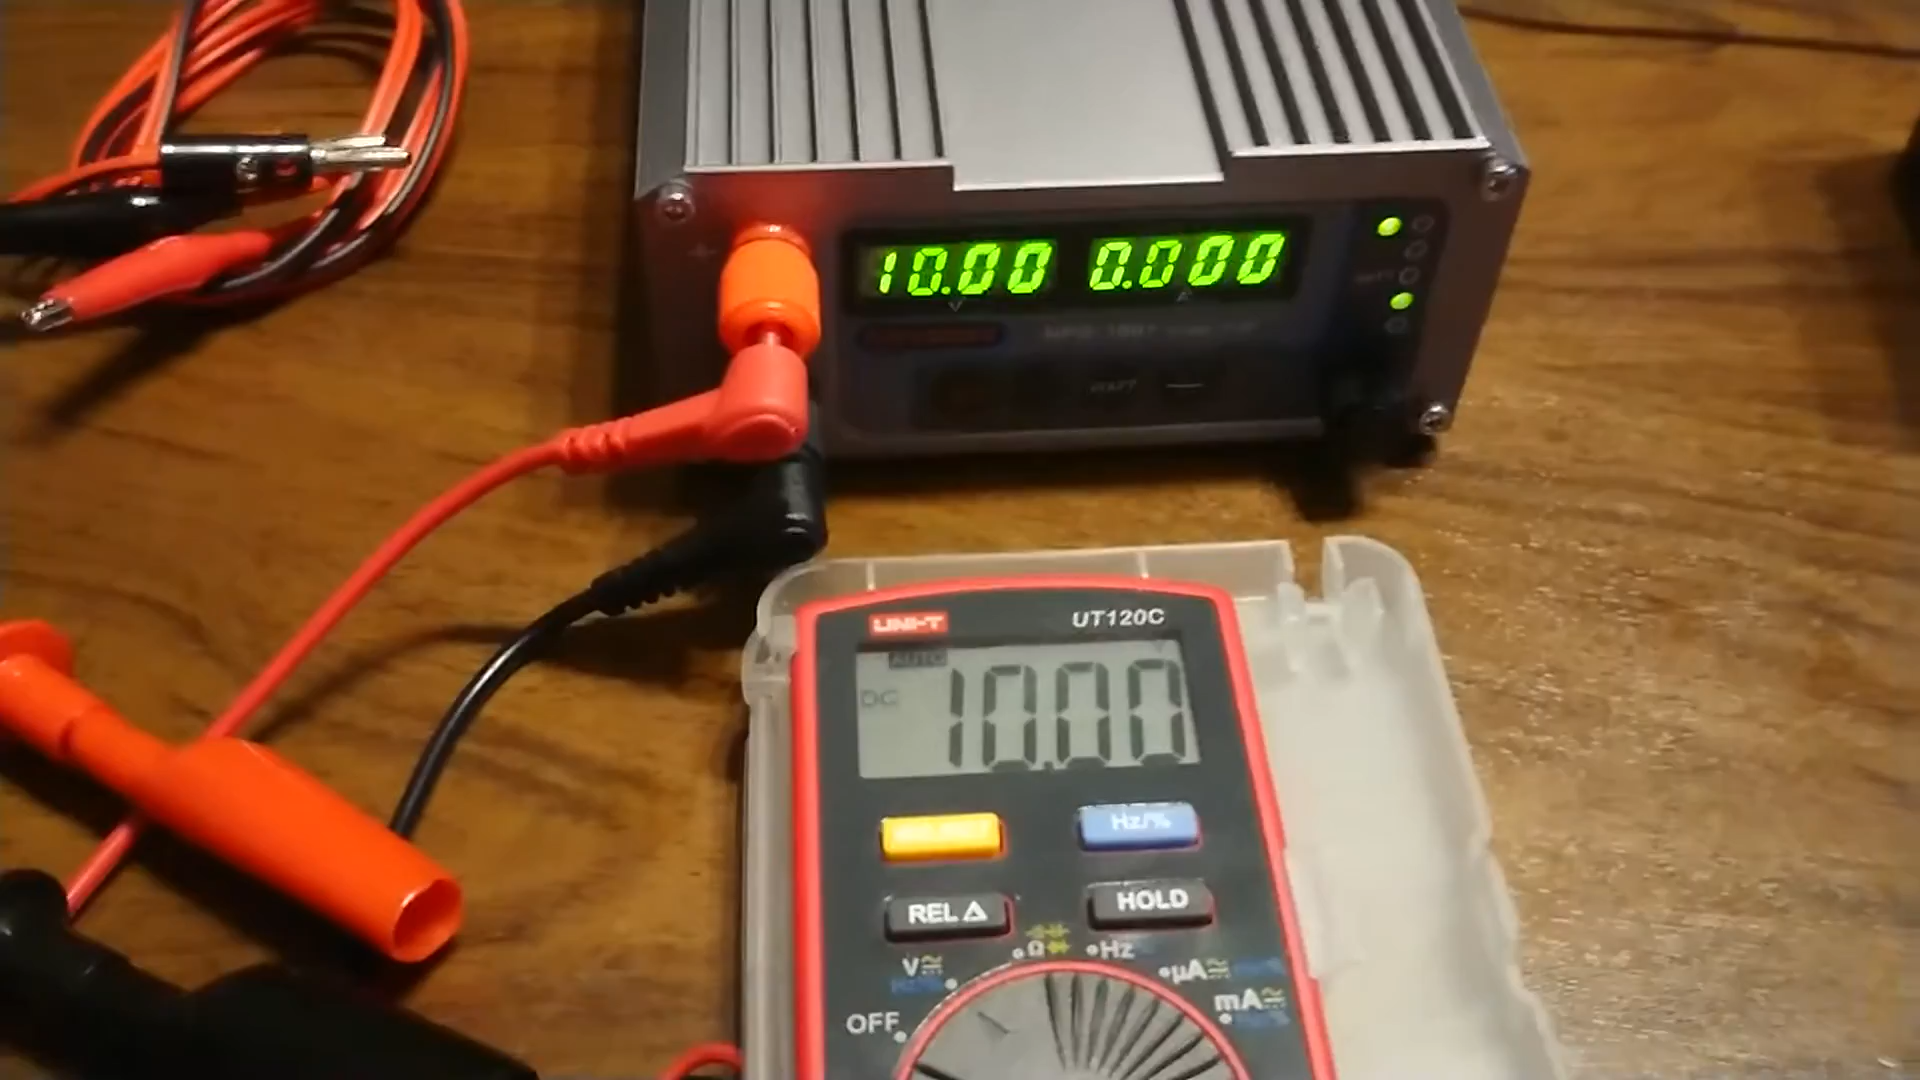 10.00 0.000
UNI-T UT120C
AUTO
DC
10.00
Hz/%
REL △ HOLD
Ω Hz
V≂ µA≂
mA≂
OFF